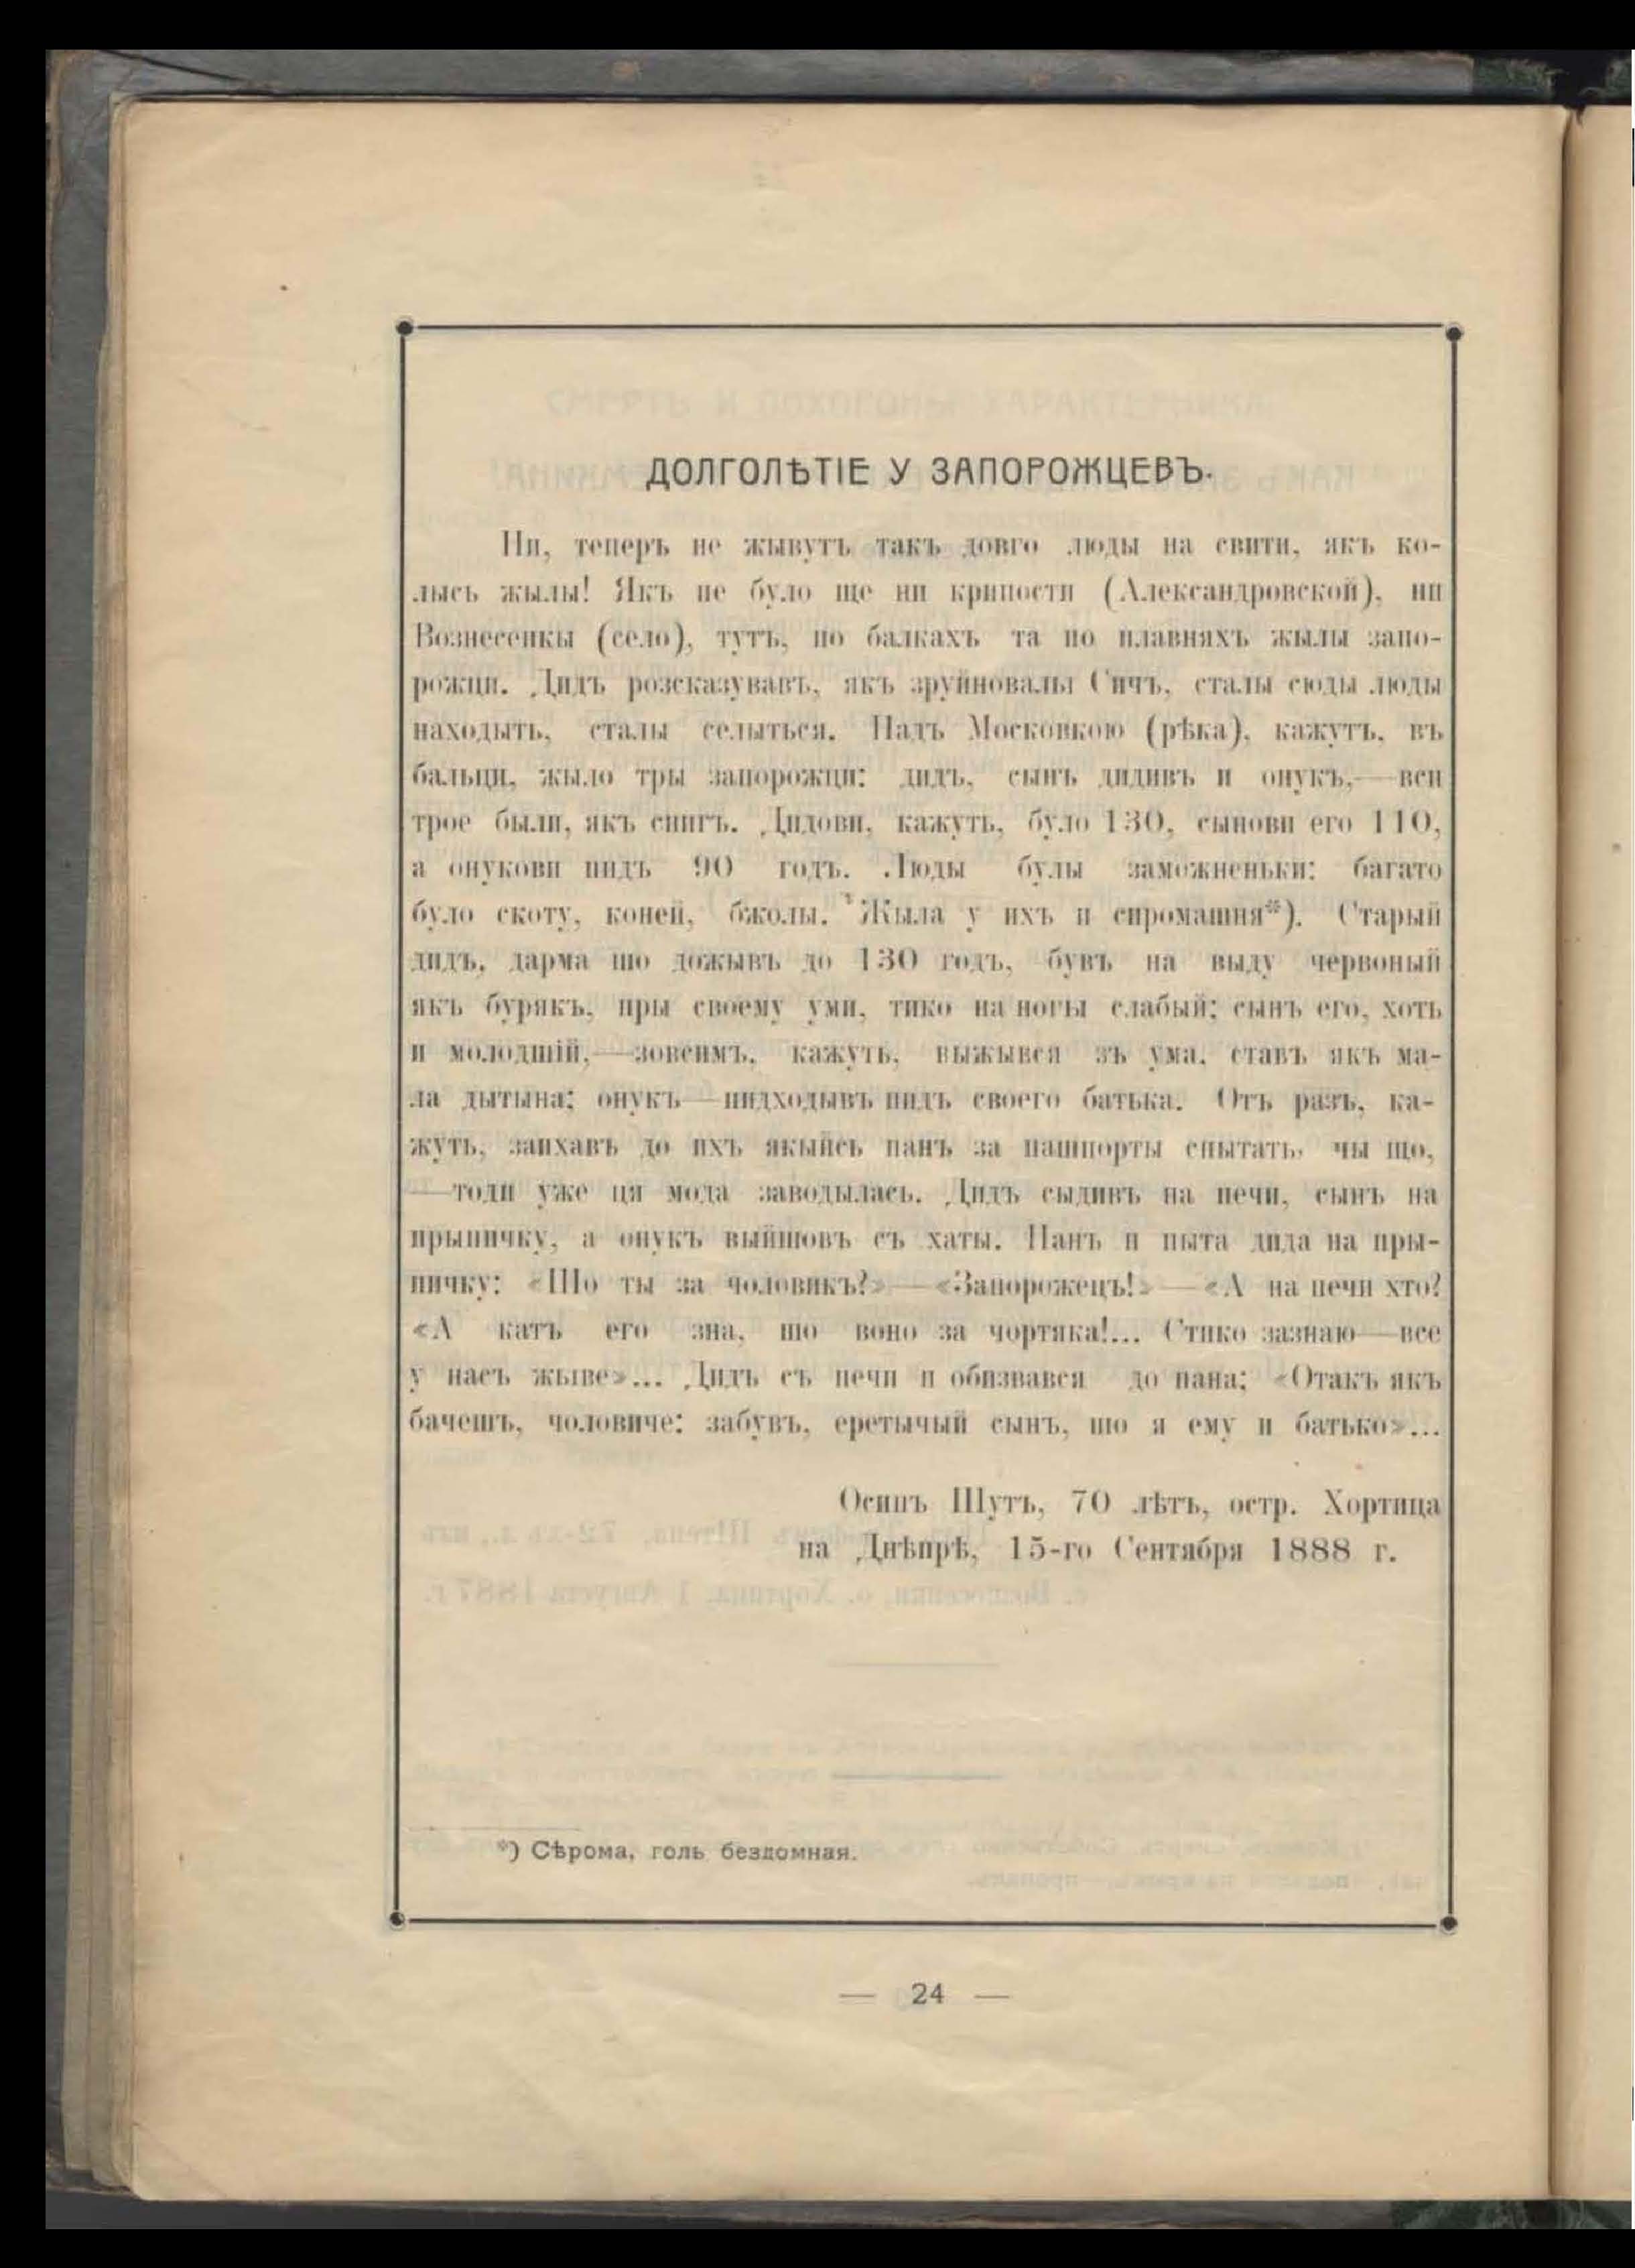 ДОЛГОЛѢТІЕ У ЗАПОРОЖЦЕВЪ.
Ни, теперъ не жывутъ такъ довго люды на свити, якъ ко-
лысь жылы! Якъ не було ще ни крипости (Александровской), ни
Вознесенкы (село), тутъ, по балкахъ та по плавняхъ жылы запо-
рожци. Дидъ розсказувавъ, якъ зруйновалы Сичъ, сталы сюды люды
находыть, сталы селыться. Надъ Московкою (рѣка), кажутъ, въ
бальци, жыло тры запорожци: дидъ, сынъ дидивъ и онукъ,—вси
трое были, якъ снигъ. Дидови, кажуть, було 130, сынови его 110,
а онукови пидъ 90 годъ. Люды булы заможненьки: багато
було скоту, коней, бжолы. Жыла у ихъ и сиромашня*). Старый
дидъ, дарма шо дожывъ до 130 годъ, бувъ на выду червоный
якъ бурякъ, пры своему уми, тико на ногы слабый; сынъ его, хоть
и молодшій,—зовсимъ, кажуть, выжывся зъ ума, ставъ якъ ма-
ла дытына; онукъ—пидходывъ пидъ своего батька. Отъ разъ, ка-
жуть, заихавъ до ихъ якыйсь панъ за пашпорты спытать, чы що,
—тоди уже ця мода заводылась. Дидъ сыдивъ на печи, сынъ на
прыпичку, а онукъ выйшовъ съ хаты. Панъ и пыта дида на пры-
пичку: «Шо ты за чоловикъ?»—«Запорожець!»—«А на печи хто?
«А катъ его зна, шо воно за чортяка!... Стико зазнаю—все
у насъ жыве»... Дидъ съ печи и обизвався до пана; «Отакъ якъ
бачешъ, чоловиче: забувъ, еретычый сынъ, шо я ему и батько»...
Осипъ Шутъ, 70 лѣтъ, остр. Хортица
на Днѣпрѣ, 15-го Сентября 1888 г.
*) Сѣрома, голь бездомная.
— 24 —